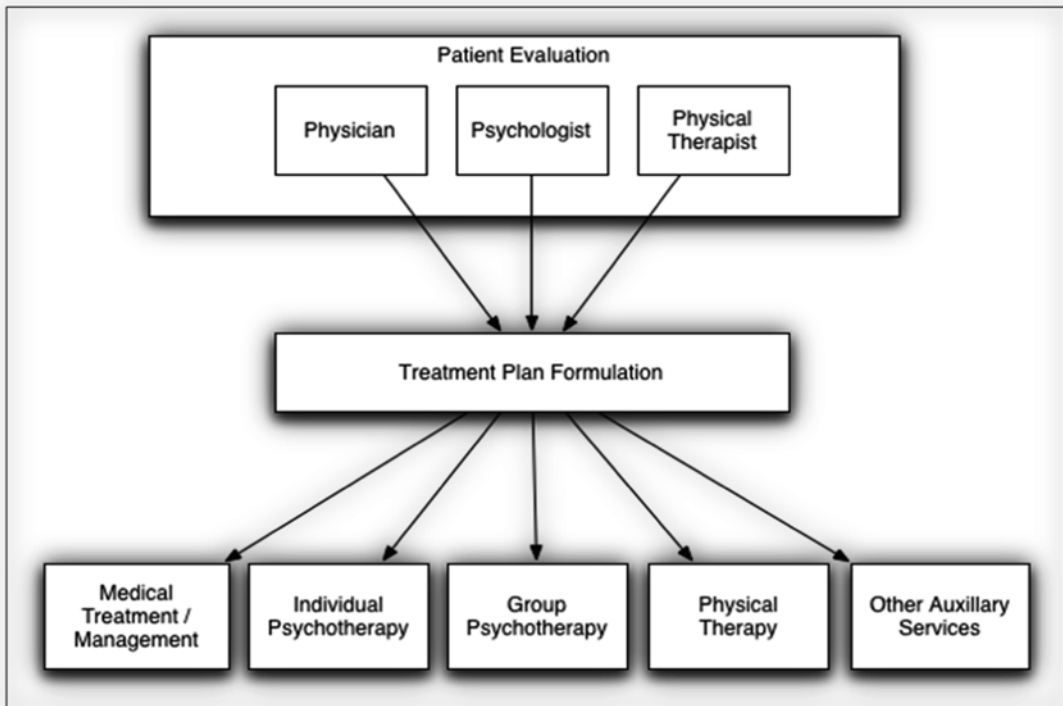 Patient Evaluation
Physician
Psychologist
Physical
Therapist
Treatment Plan Formulation
Medical
Treatment /
Management
Individual
Psychotherapy
Group
Psychotherapy
Physical
Therapy
Other Auxillary
Services